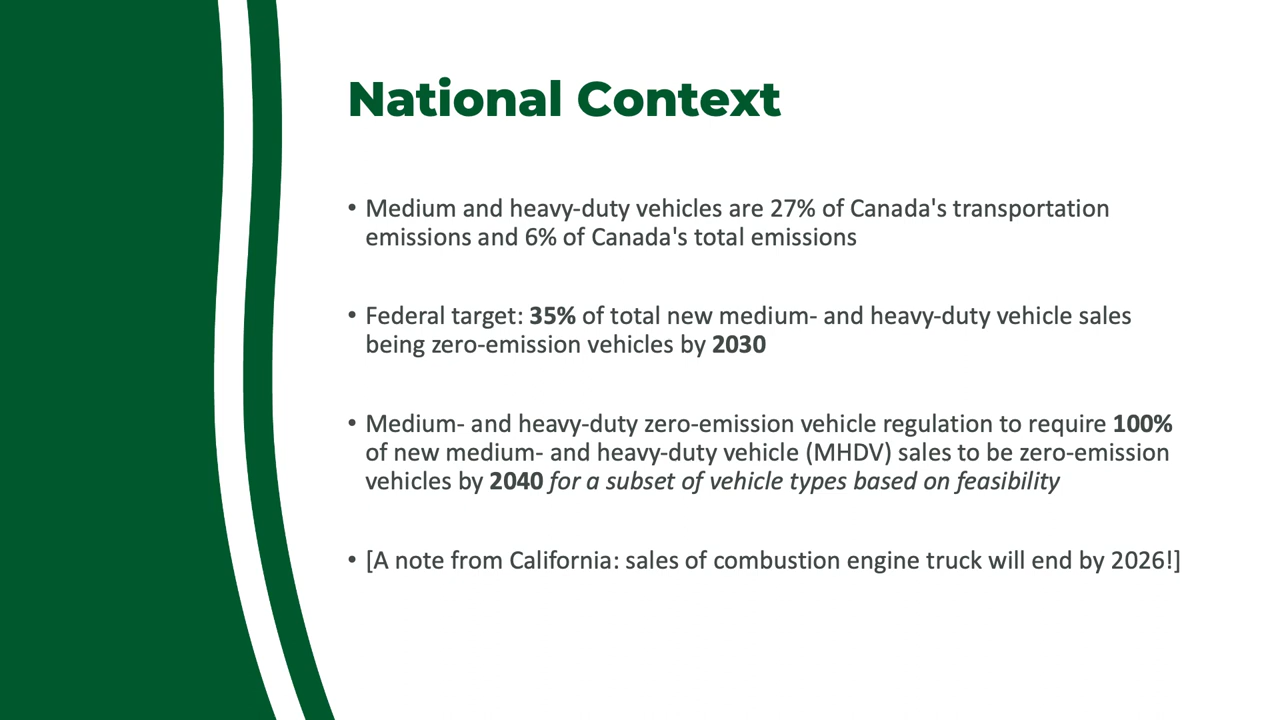 National Context
• Medium and heavy-duty vehicles are 27% of Canada's transportation
emissions and 6% of Canada's total emissions
• Federal target: 35% of total new medium- and heavy-duty vehicle sales
being zero-emission vehicles by 2030
• Medium- and heavy-duty zero-emission vehicle regulation to require 100%
of new medium- and heavy-duty vehicle (MHDV) sales to be zero-emission
vehicles by 2040 for a subset of vehicle types based on feasibility
• [A note from California: sales of combustion engine truck will end by 2026!]